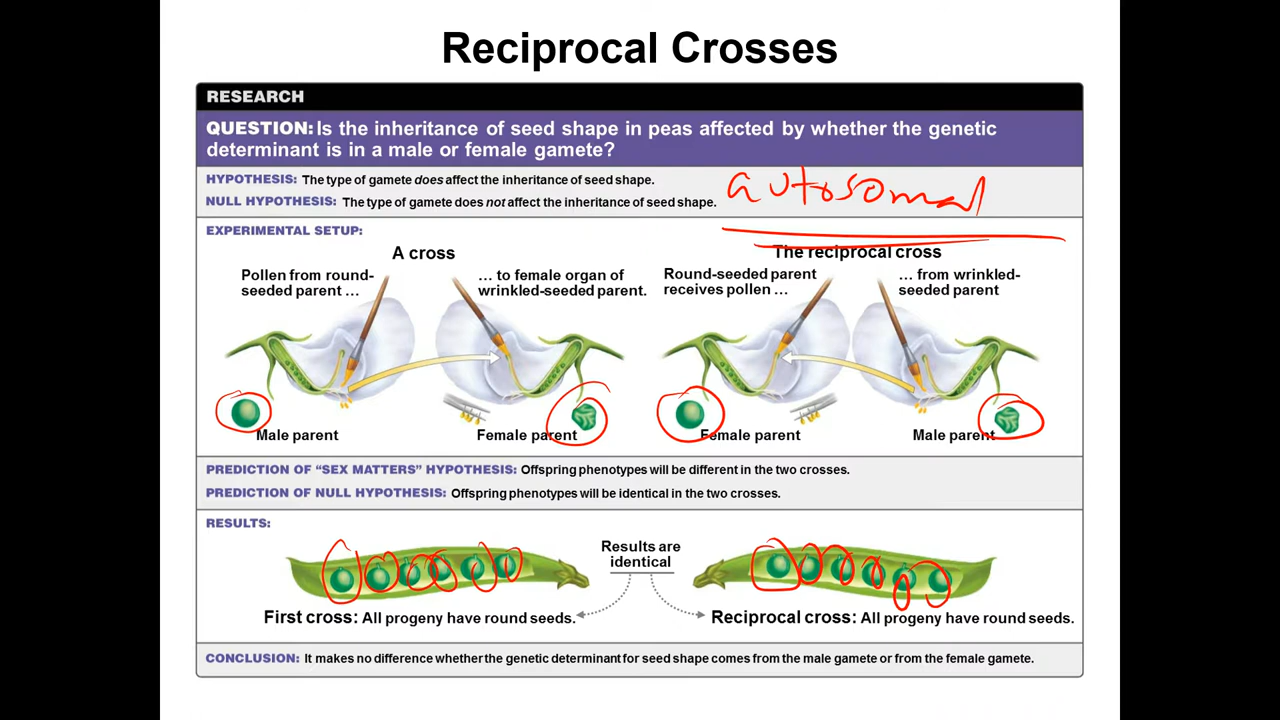 Reciprocal Crosses
RESEARCH
QUESTION: Is the inheritance of seed shape in peas affected by whether the genetic
determinant is in a male or female gamete?
HYPOTHESIS: The type of gamete does affect the inheritance of seed shape.
NULL HYPOTHESIS: The type of gamete does not affect the inheritance of seed shape.
autosomal
EXPERIMENTAL SETUP:
A cross
Pollen from round-
seeded parent ...
... to female organ of
wrinkled-seeded parent.
Male parent
Female parent
The reciprocal cross
Round-seeded parent
receives pollen ...
... from wrinkled-
seeded parent
Female parent
Male parent
PREDICTION OF “SEX MATTERS” HYPOTHESIS: Offspring phenotypes will be different in the two crosses.
PREDICTION OF NULL HYPOTHESIS: Offspring phenotypes will be identical in the two crosses.
RESULTS:
Results are
identical
First cross: All progeny have round seeds.
Reciprocal cross: All progeny have round seeds.
CONCLUSION: It makes no difference whether the genetic determinant for seed shape comes from the male gamete or from the female gamete.